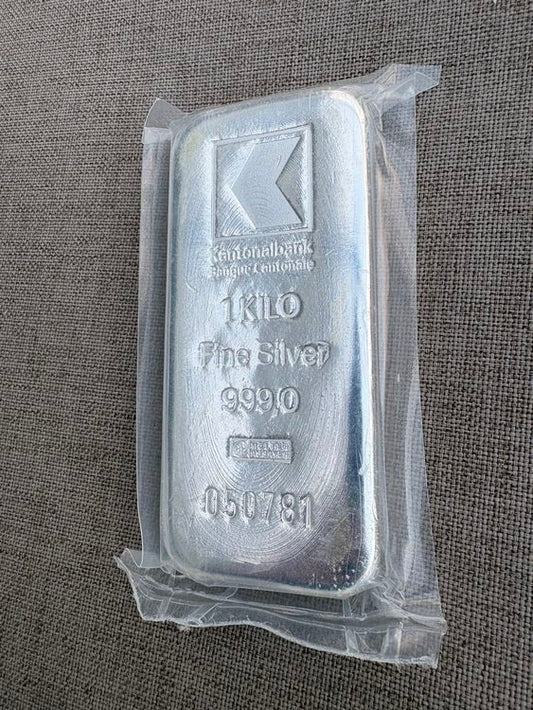 Kantonalbank
Banque Cantonale
1 KILO
Fine Silver
999,0
050781